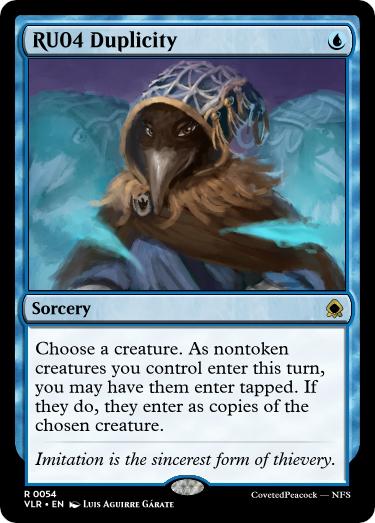 RU04 Duplicity
Sorcery
Choose a creature. As nontoken
creatures you control enter this turn,
you may have them enter tapped. If
they do, they enter as copies of the
chosen creature.
Imitation is the sincerest form of thievery.
R 0054
VLR • EN Luis Aguirre Gárate
CovetedPeacock — NFS